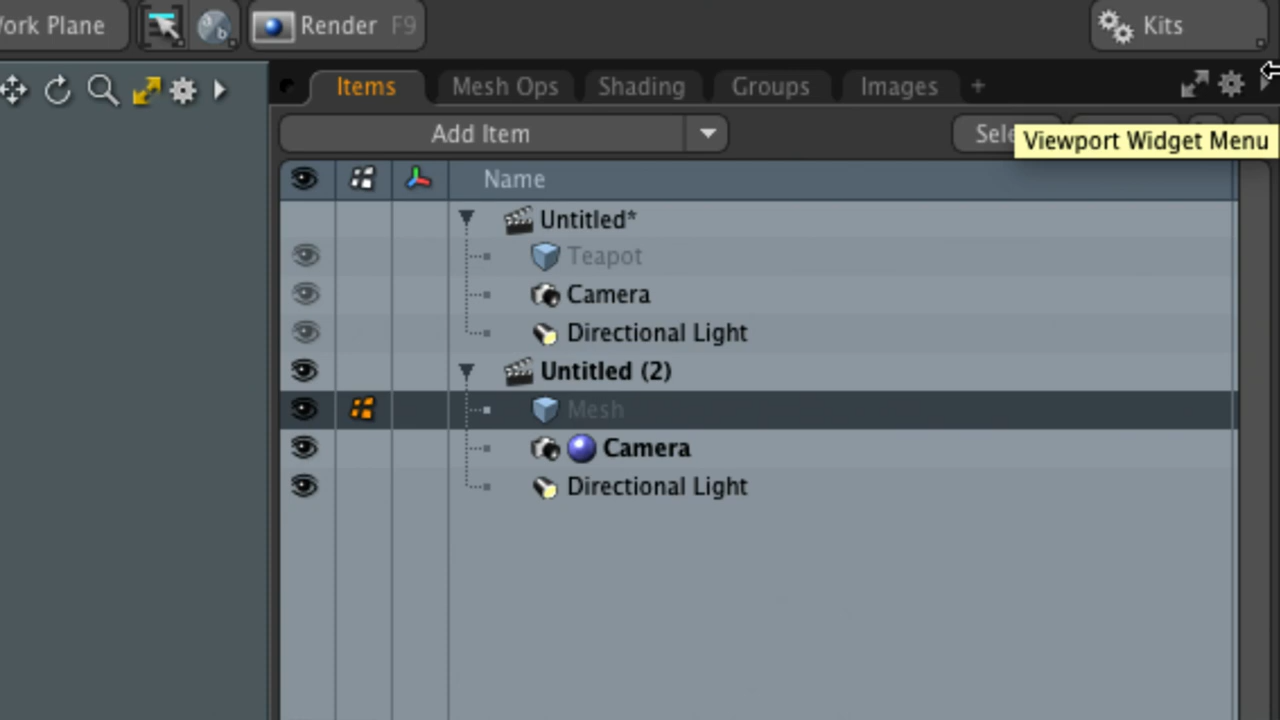 ork Plane Render F9 Kits
Items Mesh Ops Shading Groups Images +
Add Item Sele
Viewport Widget Menu
Name
Untitled*
Teapot
Camera
Directional Light
Untitled (2)
Mesh
Camera
Directional Light